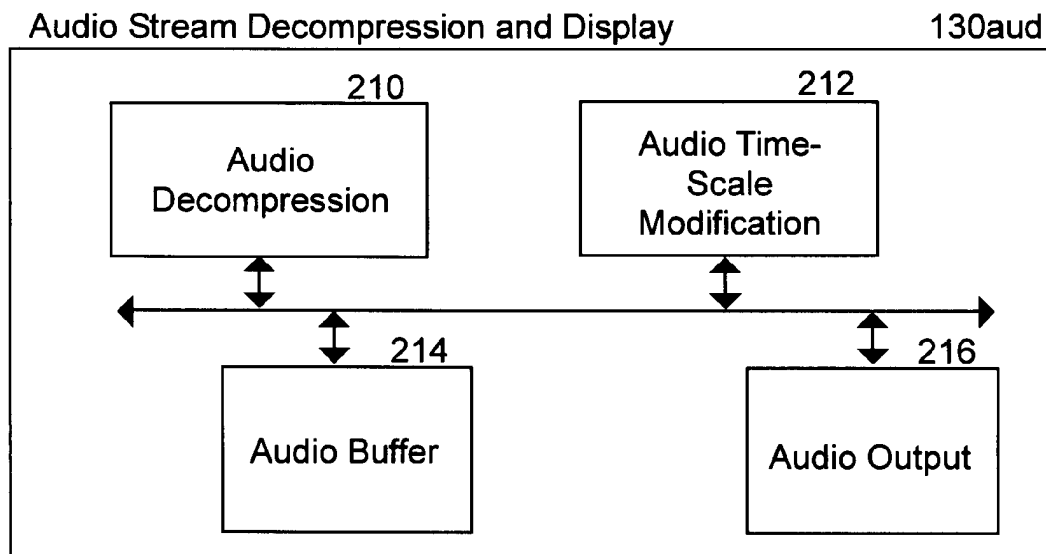 Audio Stream Decompression and Display 130aud
210
Audio
Decompression
212
Audio Time-
Scale
Modification
214
Audio Buffer
216
Audio Output